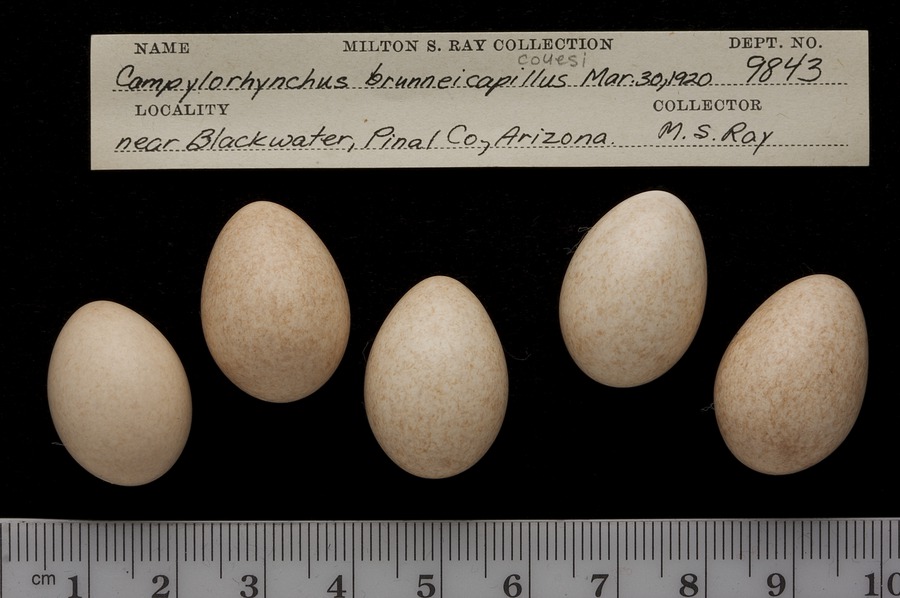 NAME MILTON S. RAY COLLECTION DEPT. NO.
couesi
Campylorhynchus brunneicapillus Mar. 30, 1920 9843
LOCALITY COLLECTOR
near Blackwater, Pinal Co., Arizona. M. S. Ray
cm 1 2 3 4 5 6 7 8 9 10